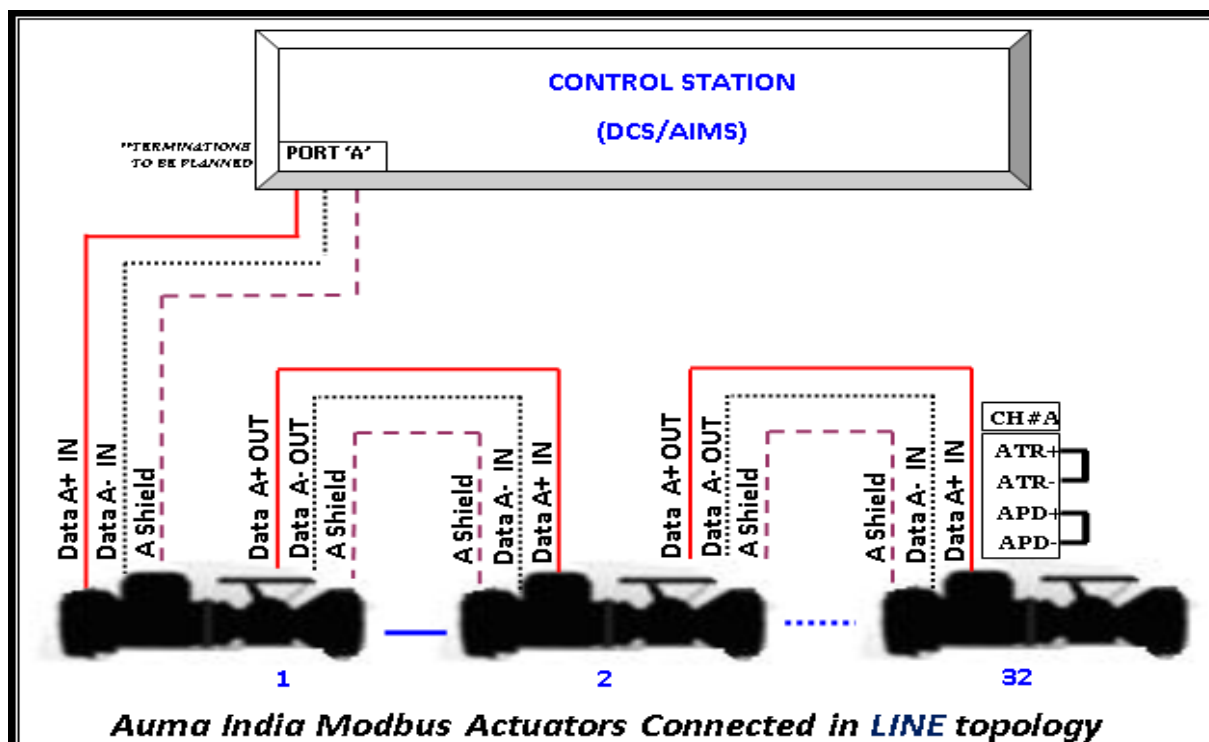 CONTROL STATION
(DCS/AIMS)
"TERMINATIONS
TO BE PLANNED
PORT 'A'
Data A+ IN
Data A- IN
A Shield
Data A+ OUT
Data A- OUT
A Shield
A Shield
Data A- IN
Data A+ IN
Data A+ OUT
Data A- OUT
A Shield
A Shield
Data A- IN
Data A+ IN
CH#A
ATR+
ATR-
APD+
APD-
1
2
32
Auma India Modbus Actuators Connected in LINE topology